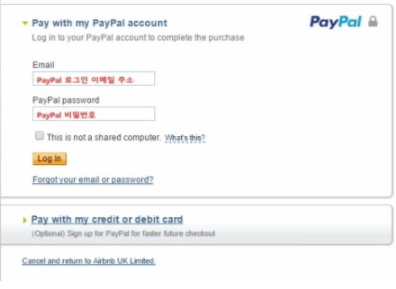 Pay with my PayPal account
PayPal
Log in to your PayPal account to complete the purchase
Email
PayPal 로그인 이메일 주소
PayPal password
PayPal 비밀번호
This is not a shared computer. What's this?
Log In
Forgot your email or password?
Pay with my credit or debit card
(Optional) Sign up for PayPal for faster future checkout
Cancel and return to Airbnb UK Limited.